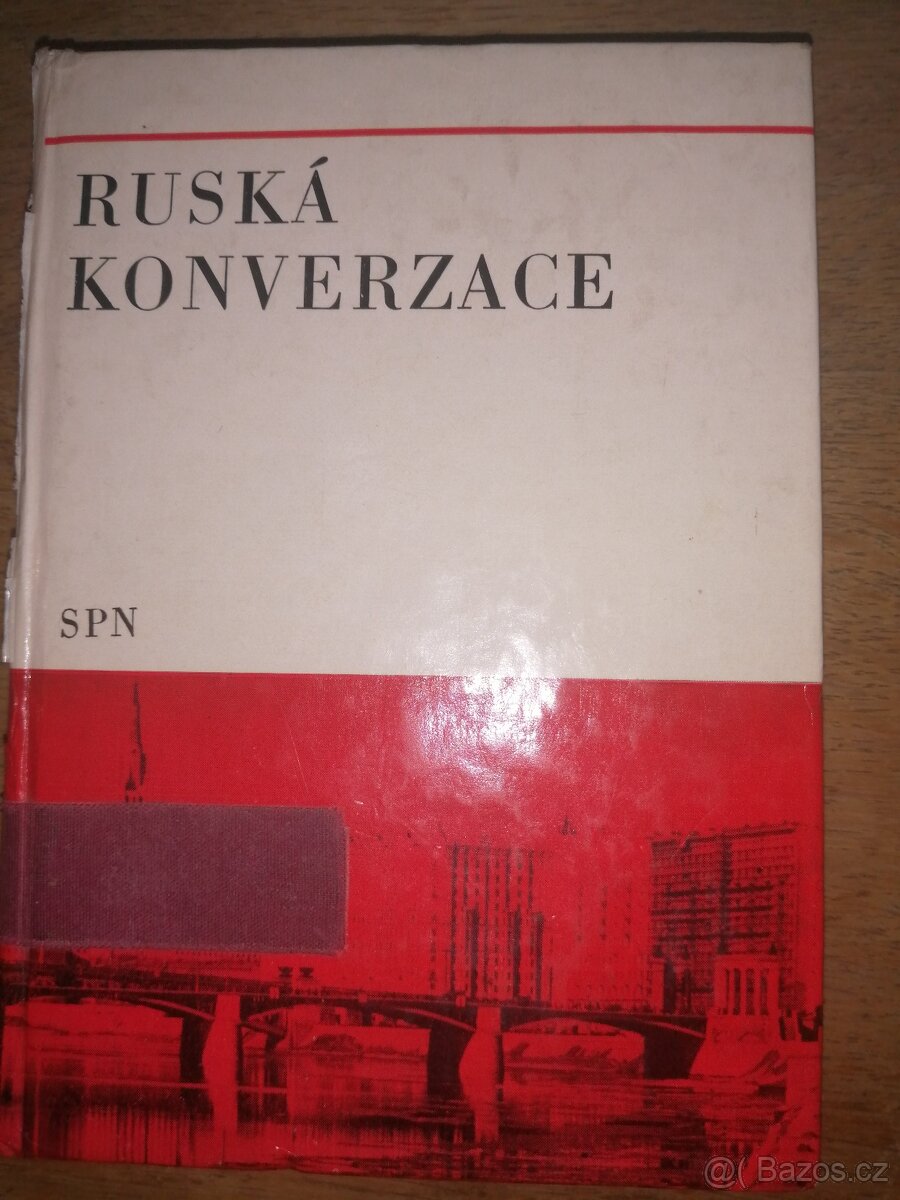 RUSKÁ
KONVERZACE
SPN
@( Bazos.cz